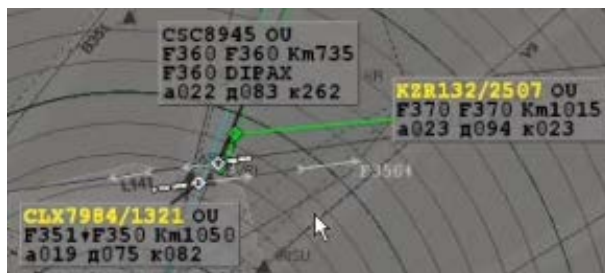 CSC8945 OU
F360 F360 Km735
F360 DIPAX
a022 д083 к262
KZR132/2507 OU
F370 F370 Km1015
a023 д094 к023
CLX7984/1321 OU
F351↓F350 Km1050
a019 д075 к082